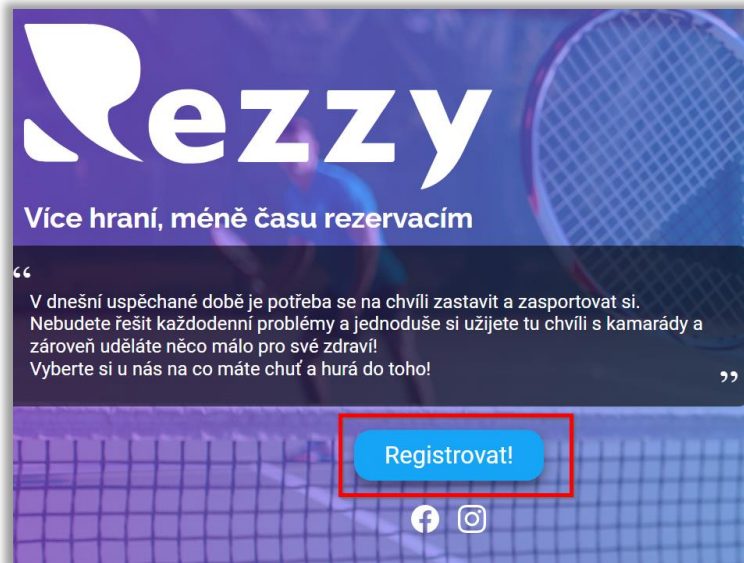 Rezzy
Více hraní, méně času rezervacím
“
V dnešní uspěchané době je potřeba se na chvíli zastavit a zasportovat si.
Nebudete řešit každodenní problémy a jednoduše si užijete tu chvíli s kamarády a
zároveň uděláte něco málo pro své zdraví!
Vyberte si u nás na co máte chuť a hurá do toho!
”
Registrovat!